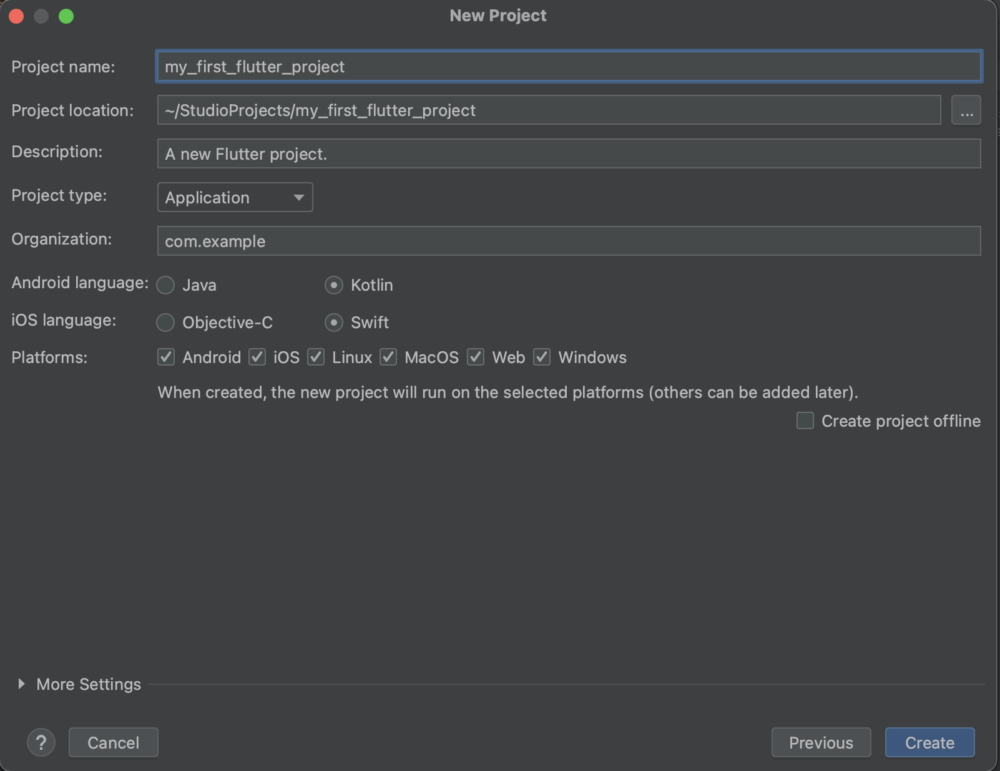 New Project
Project name: my_first_flutter_project
Project location: ~/StudioProjects/my_first_flutter_project ...
Description: A new Flutter project.
Project type: Application
Organization: com.example
Android language: Java Kotlin
iOS language: Objective-C Swift
Platforms: Android iOS Linux MacOS Web Windows
When created, the new project will run on the selected platforms (others can be added later).
Create project offline
More Settings
? Cancel Previous Create